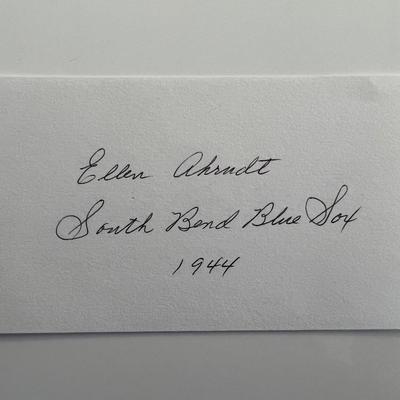 Ellen Ahrndt
South Bend Blue Sox
1944